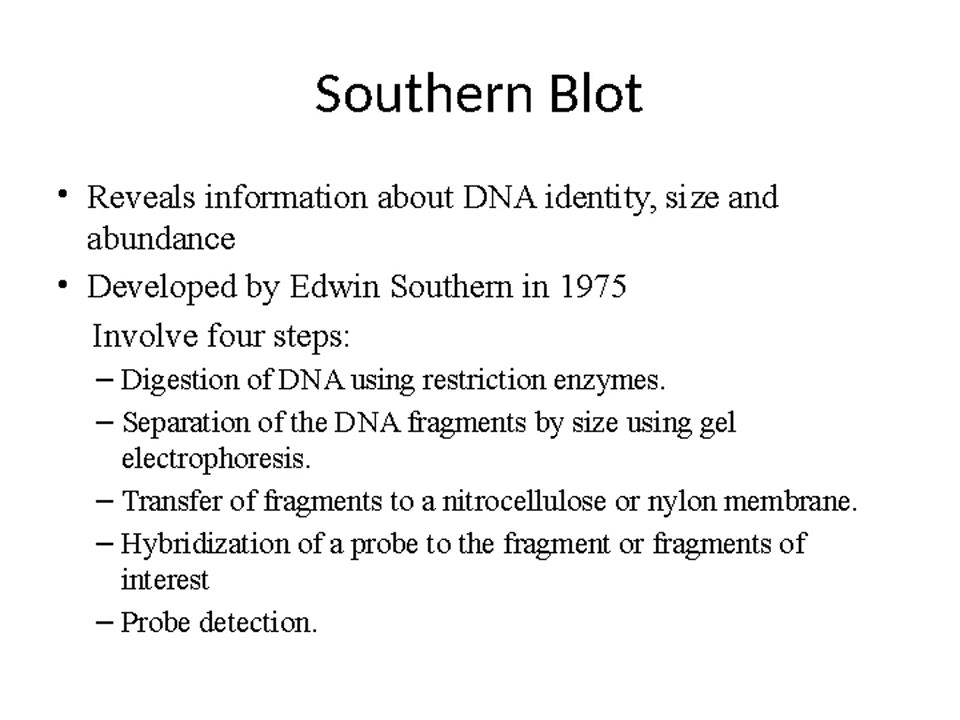 Southern Blot
• Reveals information about DNA identity, size and
abundance
• Developed by Edwin Southern in 1975
Involve four steps:
– Digestion of DNA using restriction enzymes.
– Separation of the DNA fragments by size using gel
electrophoresis.
– Transfer of fragments to a nitrocellulose or nylon membrane.
– Hybridization of a probe to the fragment or fragments of
interest
– Probe detection.